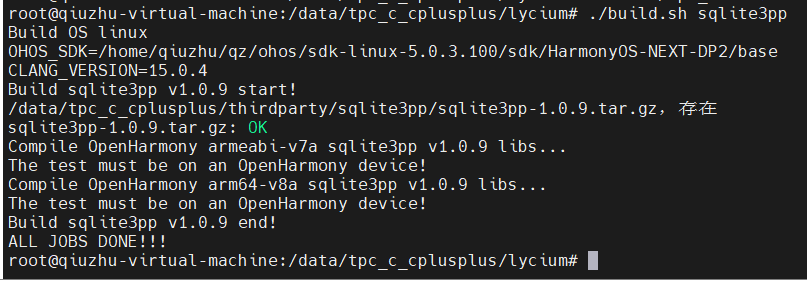 root@qiuzhu-virtual-machine:/data/tpc_c_cplusplus/lycium# ./build.sh sqlite3pp
Build OS linux
OHOS_SDK=/home/qiuzhu/qz/ohos/sdk-linux-5.0.3.100/sdk/HarmonyOS-NEXT-DP2/base
CLANG_VERSION=15.0.4
Build sqlite3pp v1.0.9 start!
/data/tpc_c_cplusplus/thirdparty/sqlite3pp/sqlite3pp-1.0.9.tar.gz，存在
sqlite3pp-1.0.9.tar.gz: OK
Compile OpenHarmony armeabi-v7a sqlite3pp v1.0.9 libs...
The test must be on an OpenHarmony device!
Compile OpenHarmony arm64-v8a sqlite3pp v1.0.9 libs...
The test must be on an OpenHarmony device!
Build sqlite3pp v1.0.9 end!
ALL JOBS DONE!!!
root@qiuzhu-virtual-machine:/data/tpc_c_cplusplus/lycium#